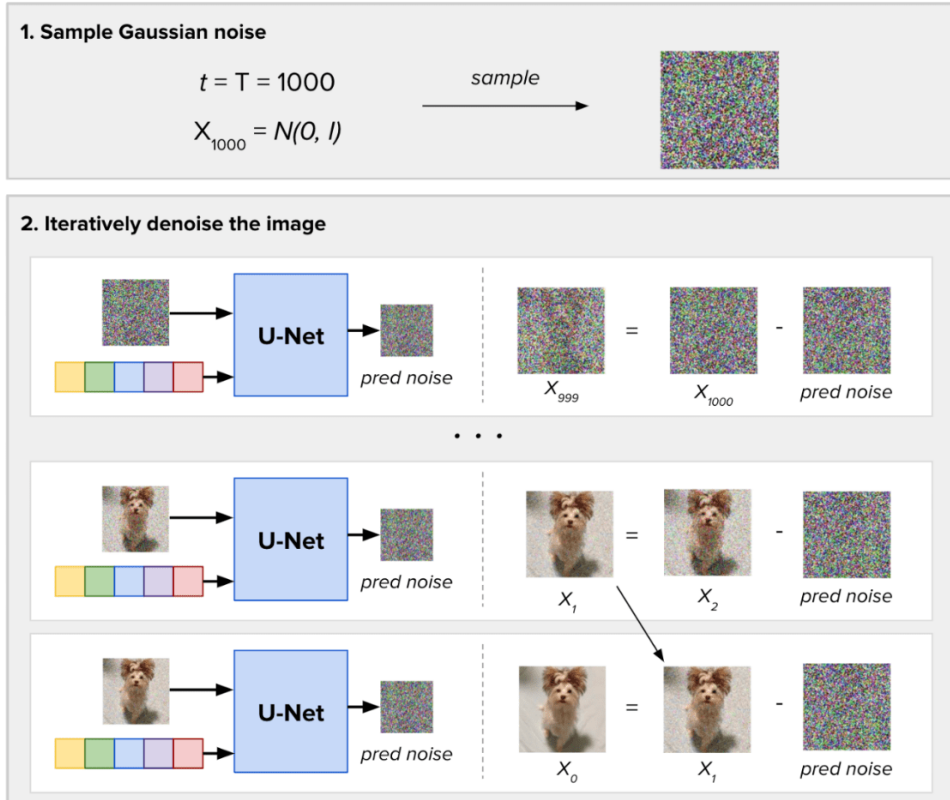 1. Sample Gaussian noise
t = T = 1000
sample
X₁₀₀₀ = N(0, I)
2. Iteratively denoise the image
U-Net
pred noise
=
-
X₉₉₉
X₁₀₀₀
pred noise
. . .
U-Net
pred noise
=
-
X₁
X₂
pred noise
U-Net
pred noise
=
-
X₀
X₁
pred noise